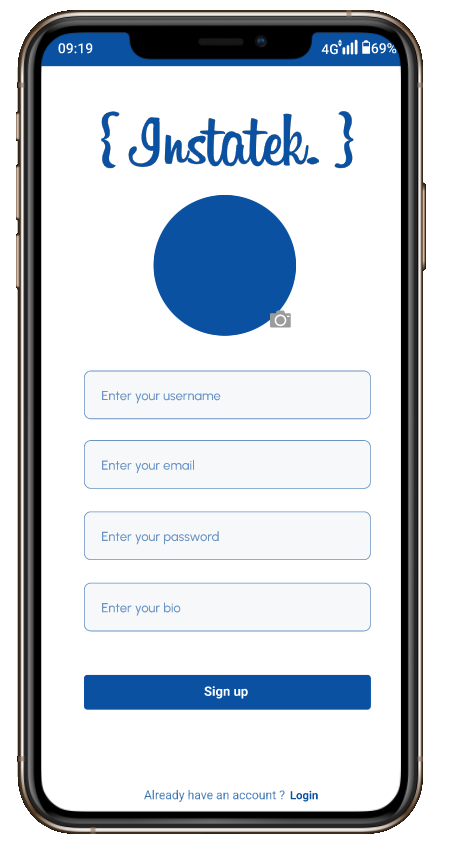 09:19 4G 69%
{ Instatek. }
Enter your username
Enter your email
Enter your password
Enter your bio
Sign up
Already have an account ? Login